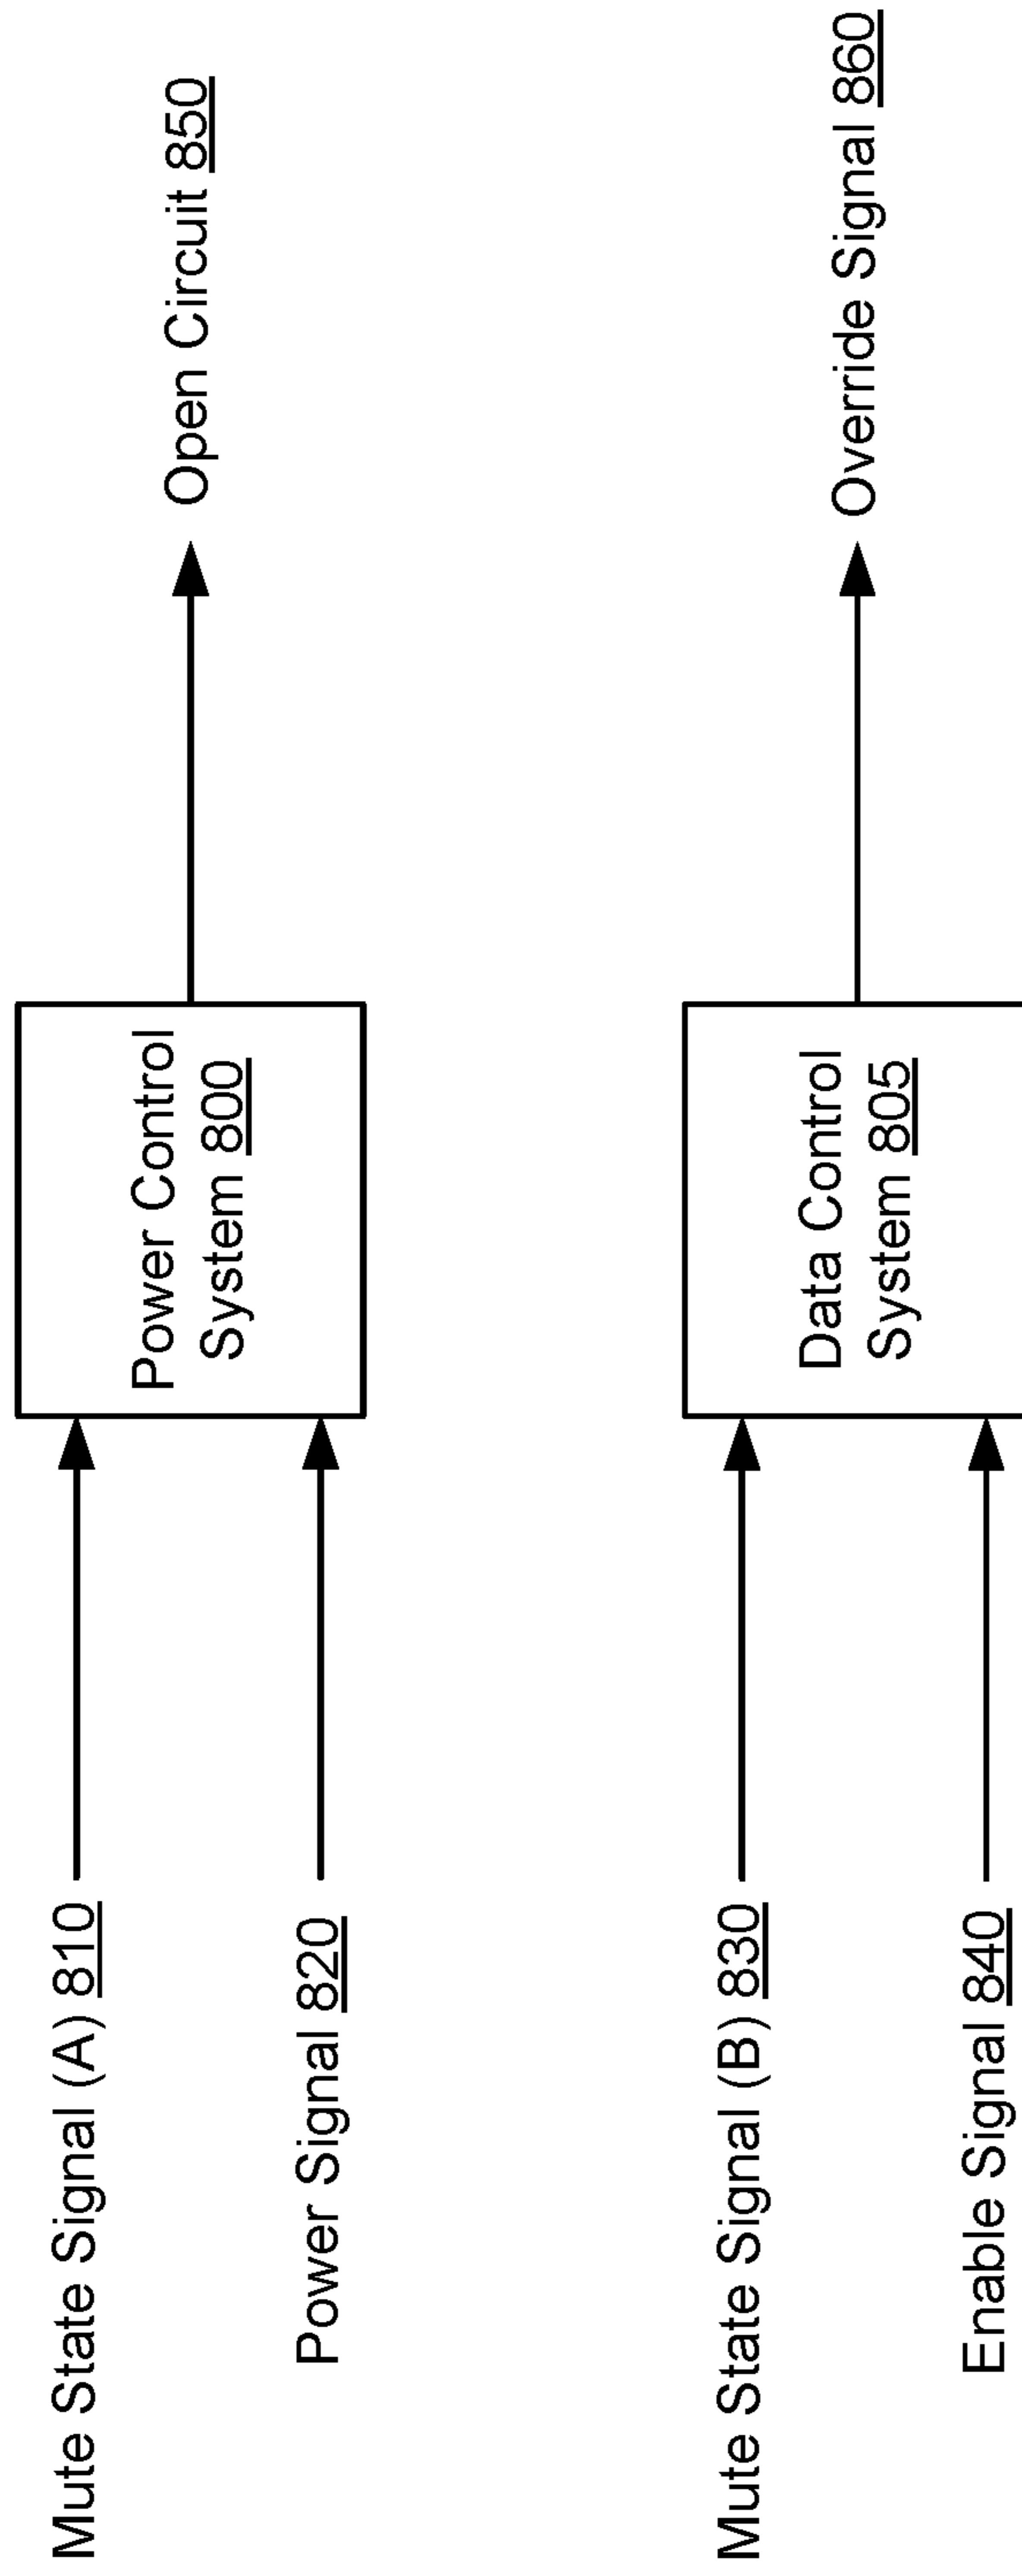 Mute State Signal (A) 810
Power Signal 820
Power Control
System 800
Open Circuit 850
Mute State Signal (B) 830
Enable Signal 840
Data Control
System 805
Override Signal 860